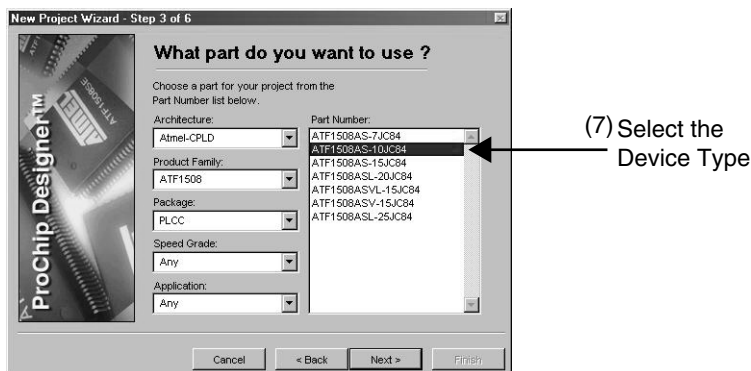 New Project Wizard - Step 3 of 6
ProChip Designer™
ATF15
ATF1508SE
ATMEL
What part do you want to use ?
Choose a part for your project from the
Part Number list below.
Architecture:
Atmel-CPLD
Product Family:
ATF1508
Package:
PLCC
Speed Grade:
Any
Application:
Any
Part Number:
ATF1508AS-7JC84
ATF1508AS-10JC84
ATF1508AS-15JC84
ATF1508ASL-20JC84
ATF1508ASVL-15JC84
ATF1508ASV-15JC84
ATF1508ASL-25JC84
Cancel
< Back
Next >
Finish
(7) Select the
Device Type